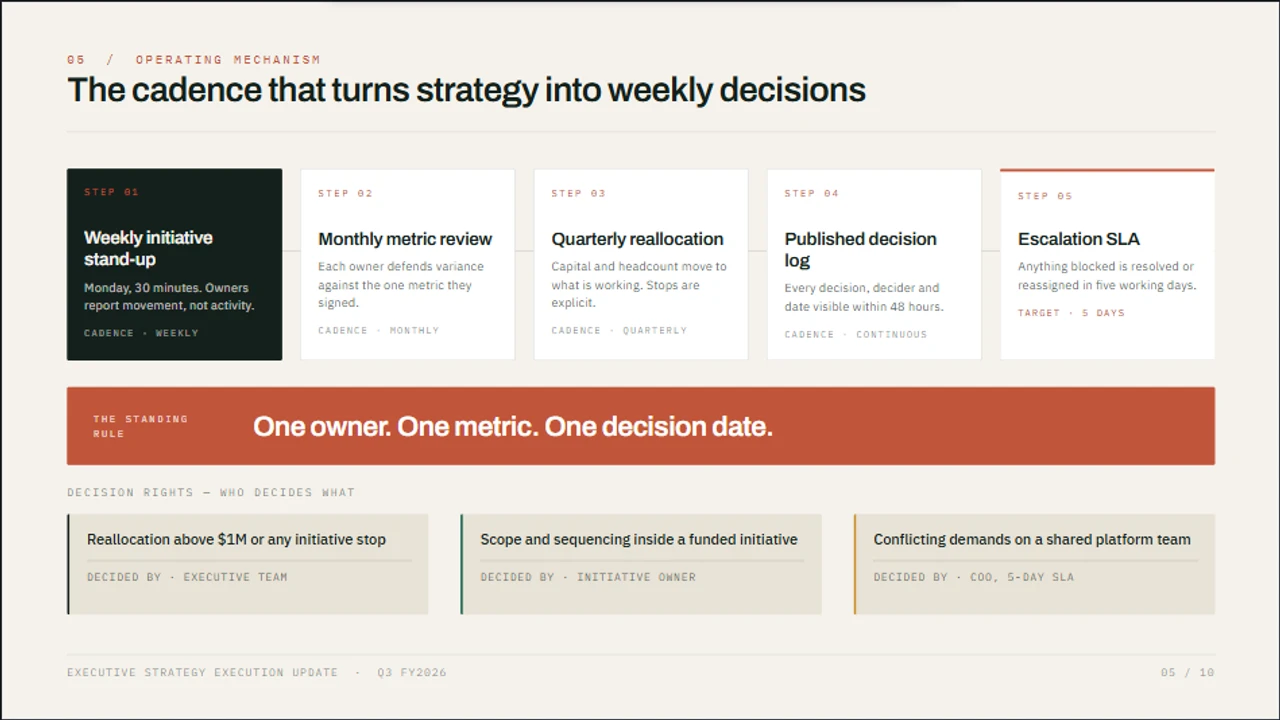 05 / OPERATING MECHANISM
The cadence that turns strategy into weekly decisions
STEP 01
Weekly initiative
stand-up
Monday, 30 minutes. Owners
report movement, not activity.
CADENCE · WEEKLY
STEP 02
Monthly metric review
Each owner defends variance
against the one metric they
signed.
CADENCE · MONTHLY
STEP 03
Quarterly reallocation
Capital and headcount move to
what is working. Stops are
explicit.
CADENCE · QUARTERLY
STEP 04
Published decision
log
Every decision, decider and
date visible within 48 hours.
CADENCE · CONTINUOUS
STEP 05
Escalation SLA
Anything blocked is resolved or
reassigned in five working days.
TARGET · 5 DAYS
THE STANDING
RULE
One owner. One metric. One decision date.
DECISION RIGHTS — WHO DECIDES WHAT
Reallocation above $1M or any initiative stop
DECIDED BY · EXECUTIVE TEAM
Scope and sequencing inside a funded initiative
DECIDED BY · INITIATIVE OWNER
Conflicting demands on a shared platform team
DECIDED BY · COO, 5-DAY SLA
EXECUTIVE STRATEGY EXECUTION UPDATE · Q3 FY2026
05 / 10